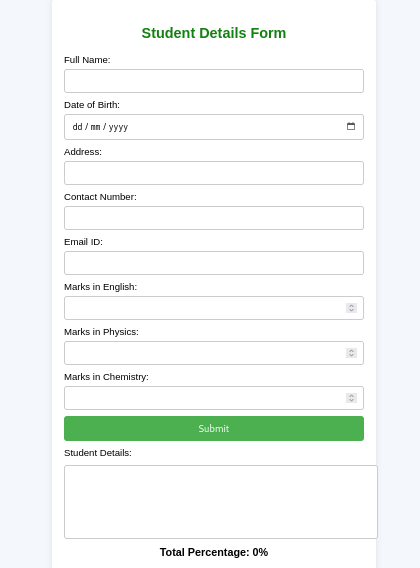 Student Details Form
Full Name:
Date of Birth:
dd / mm / yyyy
Address:
Contact Number:
Email ID:
Marks in English:
Marks in Physics:
Marks in Chemistry:
Submit
Student Details:
Total Percentage: 0%